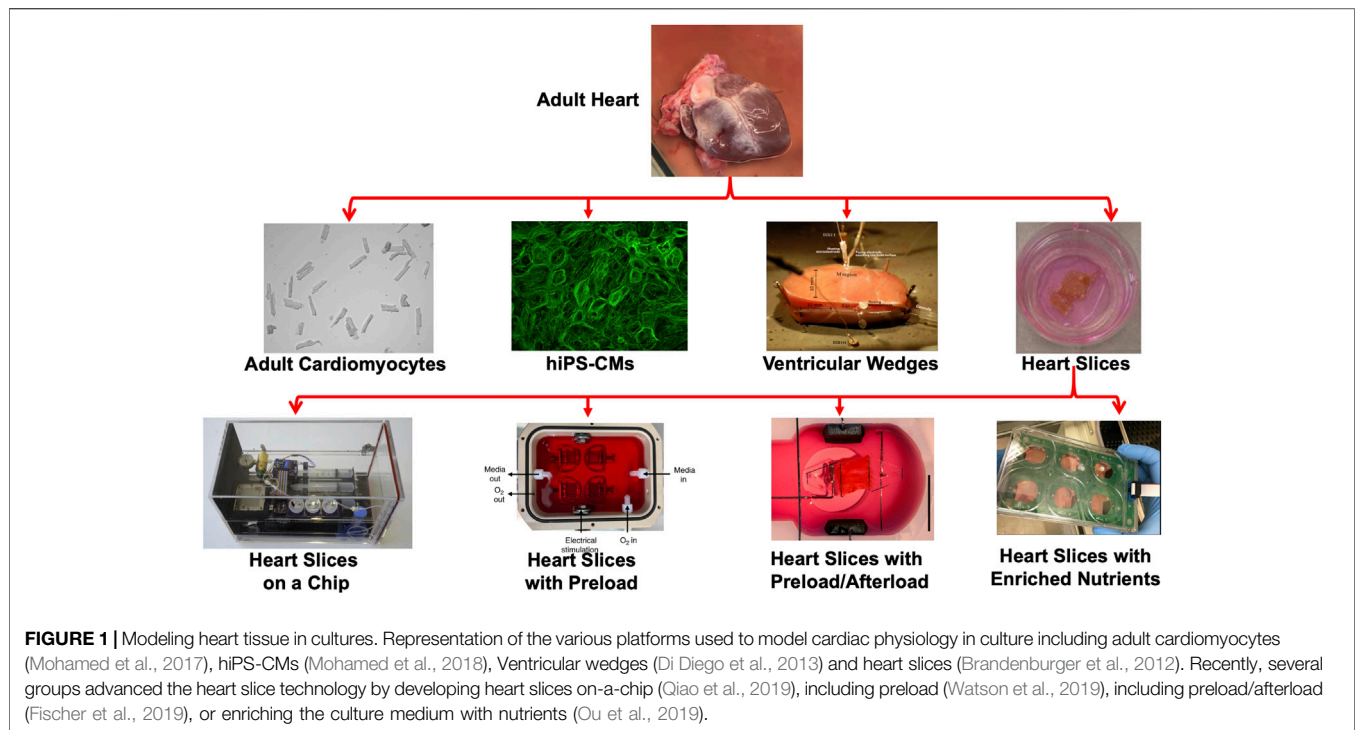 Adult Heart
Adult Cardiomyocytes
hiPS-CMs
Ventricular Wedges
Heart Slices
M region
Media
out
O₂
out
Media
in
Electrical
stimulation
O₂ in
Heart Slices
on a Chip
Heart Slices
with Preload
Heart Slices with
Preload/Afterload
Heart Slices with
Enriched Nutrients
FIGURE 1 | Modeling heart tissue in cultures. Representation of the various platforms used to model cardiac physiology in culture including adult cardiomyocytes
(Mohamed et al., 2017), hiPS-CMs (Mohamed et al., 2018), Ventricular wedges (Di Diego et al., 2013) and heart slices (Brandenburger et al., 2012). Recently, several
groups advanced the heart slice technology by developing heart slices on-a-chip (Qiao et al., 2019), including preload (Watson et al., 2019), including preload/afterload
(Fischer et al., 2019), or enriching the culture medium with nutrients (Ou et al., 2019).